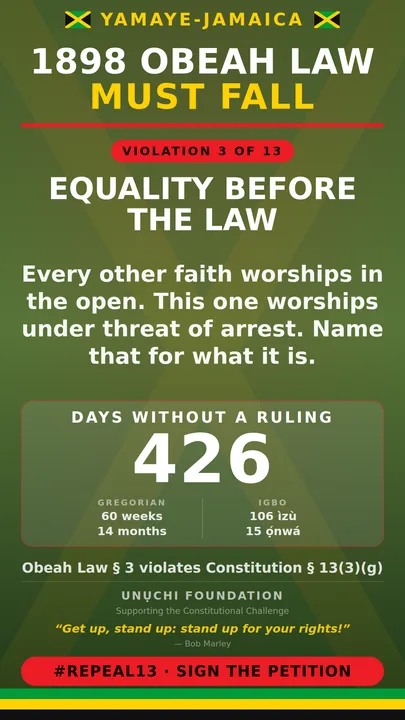 YAMAYE-JAMAICA
1898 OBEAH LAW
MUST FALL
VIOLATION 3 OF 13
EQUALITY BEFORE
THE LAW
Every other faith worships in
the open. This one worships
under threat of arrest. Name
that for what it is.
DAYS WITHOUT A RULING
426
GREGORIAN
60 weeks
14 months
IGBO
106 ìzù
15 ọ́nwá
Obeah Law § 3 violates Constitution § 13(3)(g)
UNỤCHI FOUNDATION
Supporting the Constitutional Challenge
“Get up, stand up: stand up for your rights!”
— Bob Marley
#REPEAL13 · SIGN THE PETITION